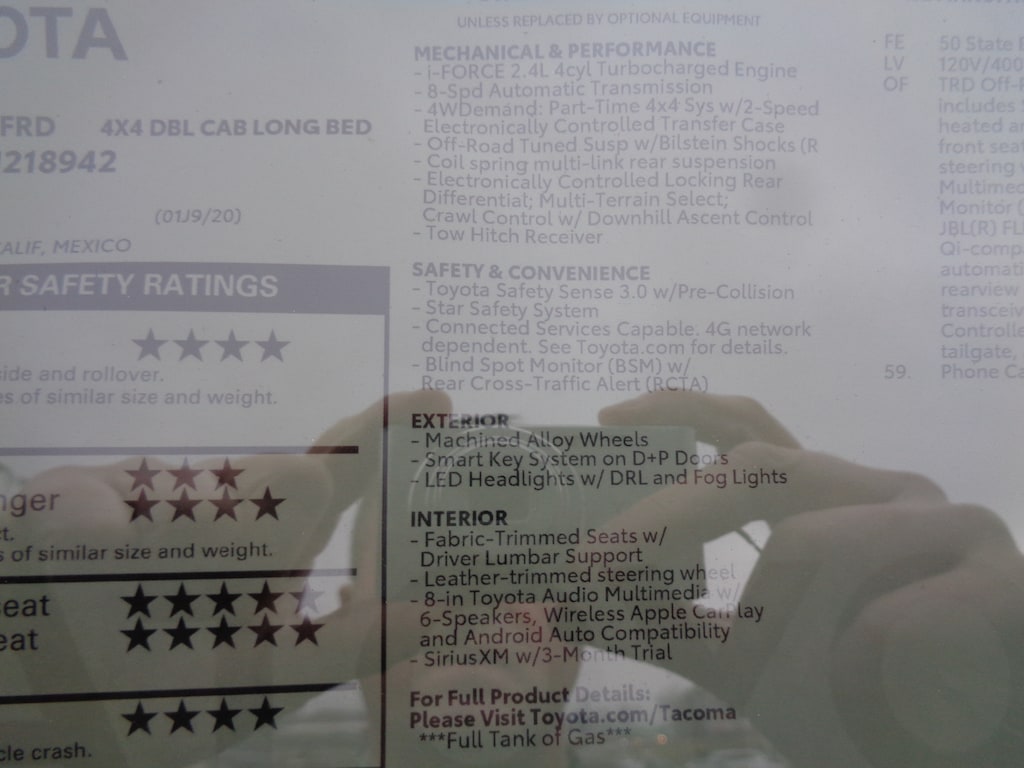 OTA
FRD 4X4 DBL CAB LONG BED
218942
(01J9/20)
CALIF, MEXICO
R SAFETY RATINGS
★★★★
side and rollover.
es of similar size and weight.
★★★
nger ★★★★
ct.
s of similar size and weight.
Seat ★★★★★
eat ★★★★★
★★★★
cle crash.
UNLESS REPLACED BY OPTIONAL EQUIPMENT
MECHANICAL & PERFORMANCE
- i-FORCE 2.4L 4cyl Turbocharged Engine
- 8-Spd Automatic Transmission
- 4WDemand: Part-Time 4x4 Sys w/2-Speed
Electronically Controlled Transfer Case
- Off-Road Tuned Susp w/Bilstein Shocks (R
- Coil spring multi-link rear suspension
- Electronically Controlled Locking Rear
Differential; Multi-Terrain Select;
Crawl Control w/ Downhill Ascent Control
- Tow Hitch Receiver
SAFETY & CONVENIENCE
- Toyota Safety Sense 3.0 w/Pre-Collision
- Star Safety System
- Connected Services Capable. 4G network
dependent. See Toyota.com for details.
- Blind Spot Monitor (BSM) w/
Rear Cross-Traffic Alert (RCTA)
EXTERIOR
- Machined Alloy Wheels
- Smart Key System on D+P Doors
- LED Headlights w/ DRL and Fog Lights
INTERIOR
- Fabric-Trimmed Seats w/
Driver Lumbar Support
- Leather-trimmed steering wheel
- 8-in Toyota Audio Multimedia w/
6-Speakers, Wireless Apple CarPlay
and Android Auto Compatibility
- SiriusXM w/3-Month Trial
For Full Product Details:
Please Visit Toyota.com/Tacoma
***Full Tank of Gas***
FE 50 State
LV 120V/400
OF TRD Off-
includes
heated a
front sea
steering
Multimed
Monitor (
JBL(R) FL
Qi-comp
automati
rearview
transceiv
Controlle
tailgate,
59. Phone Ca